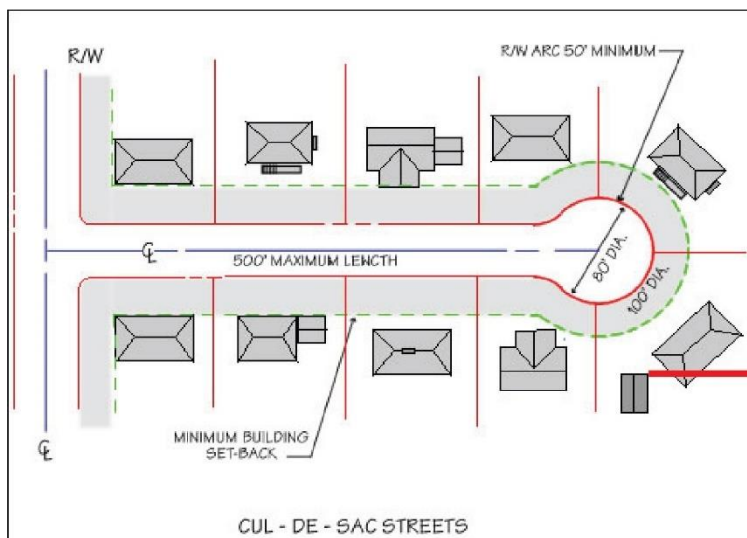 R/W
R/W ARC 50' MINIMUM
℄
500' MAXIMUM LENGTH
80' DIA.
100' DIA.
MINIMUM BUILDING
SET-BACK
℄
CUL - DE - SAC STREETS